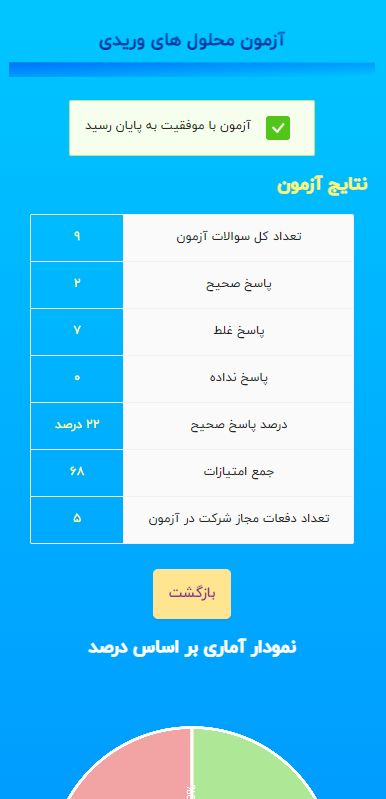 آزمون محلول های وریدی
آزمون با موفقیت به پایان رسید
نتایج آزمون
تعداد کل سوالات آزمون ۹
پاسخ صحیح ۲
پاسخ غلط ۷
پاسخ نداده ۰
درصد پاسخ صحیح ۲۲ درصد
جمع امتیازات ۶۸
تعداد دفعات مجاز شرکت در آزمون ۵
بازگشت
نمودار آماری بر اساس درصد